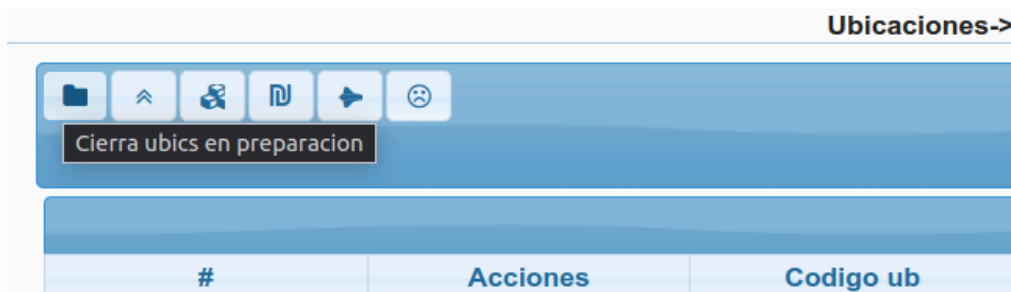 Ubicaciones->
Cierra ubics en preparacion
# Acciones Codigo ub